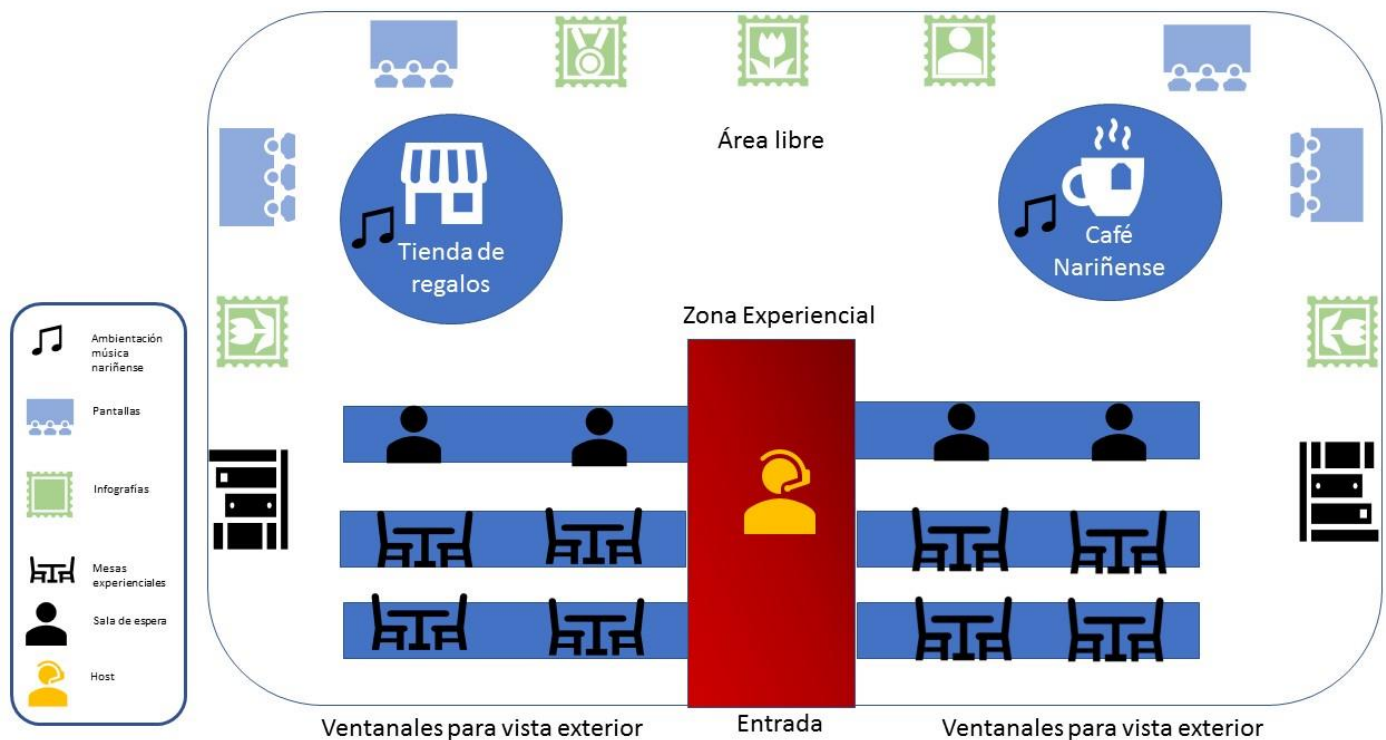 Área libre
Tienda de
regalos
Café
Nariñense
Zona Experiencial
Ambientación
música
nariñense
Pantallas
Infografías
Mesas
experienciales
Sala de espera
Host
Ventanales para vista exterior
Entrada
Ventanales para vista exterior